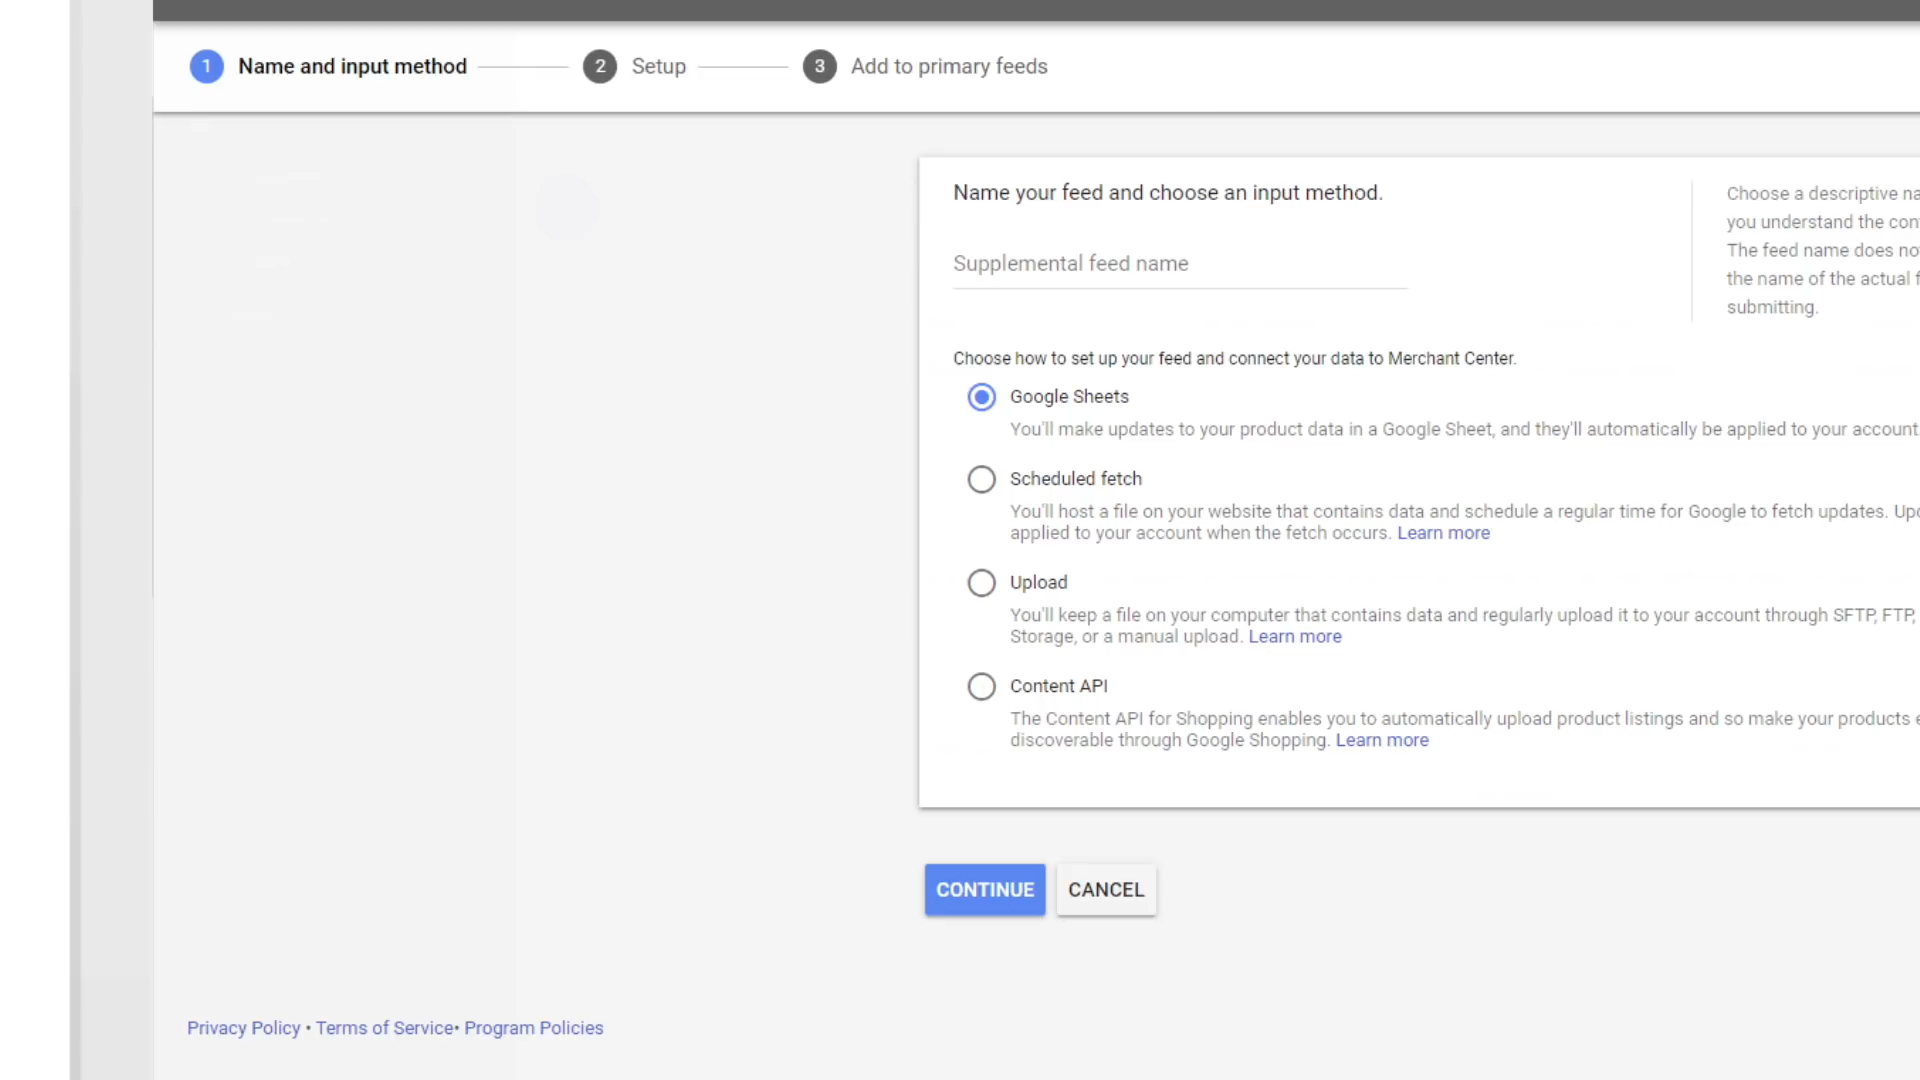 1 Name and input method 2 Setup 3 Add to primary feeds
Name your feed and choose an input method.
Supplemental feed name
Choose a descriptive
you understand the
The feed name does
the name of the actual
submitting.
Choose how to set up your feed and connect your data to Merchant Center.
Google Sheets
You'll make updates to your product data in a Google Sheet, and they'll automatically be applied to your account.
Scheduled fetch
You'll host a file on your website that contains data and schedule a regular time for Google to fetch updates.
applied to your account when the fetch occurs. Learn more
Upload
You'll keep a file on your computer that contains data and regularly upload it to your account through SFTP, FTP,
Storage, or a manual upload. Learn more
Content API
The Content API for Shopping enables you to automatically upload product listings and so make your products
discoverable through Google Shopping. Learn more
CONTINUE CANCEL
Privacy Policy • Terms of Service• Program Policies